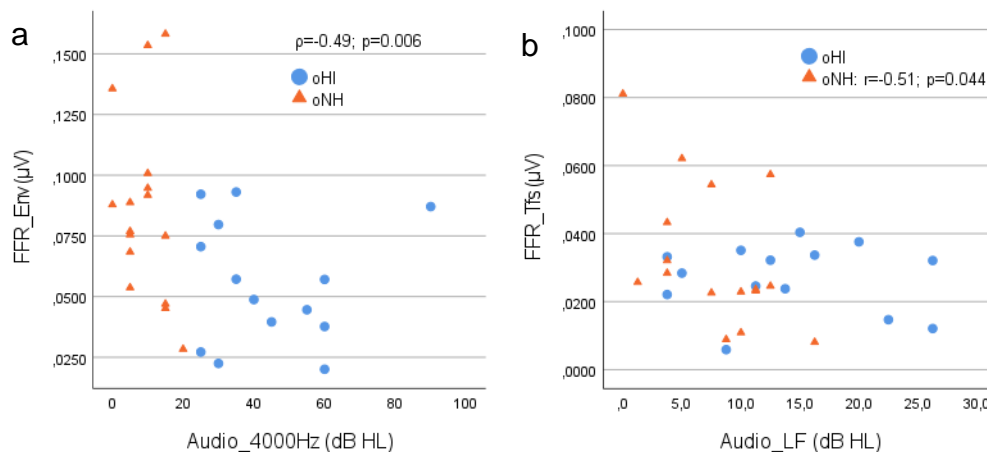 a
ρ=-0.49; p=0.006
oHI
oNH
,1500
,1250
,1000
,0750
,0500
,0250
FFR_Env (µV)
0 20 40 60 80 100
Audio_4000Hz (dB HL)
b
oHI
oNH: r=-0.51; p=0.044
,1000
,0800
,0600
,0400
,0200
,0000
FFR_Tfs (µV)
,0 5,0 10,0 15,0 20,0 25,0 30,
Audio_LF (dB HL)